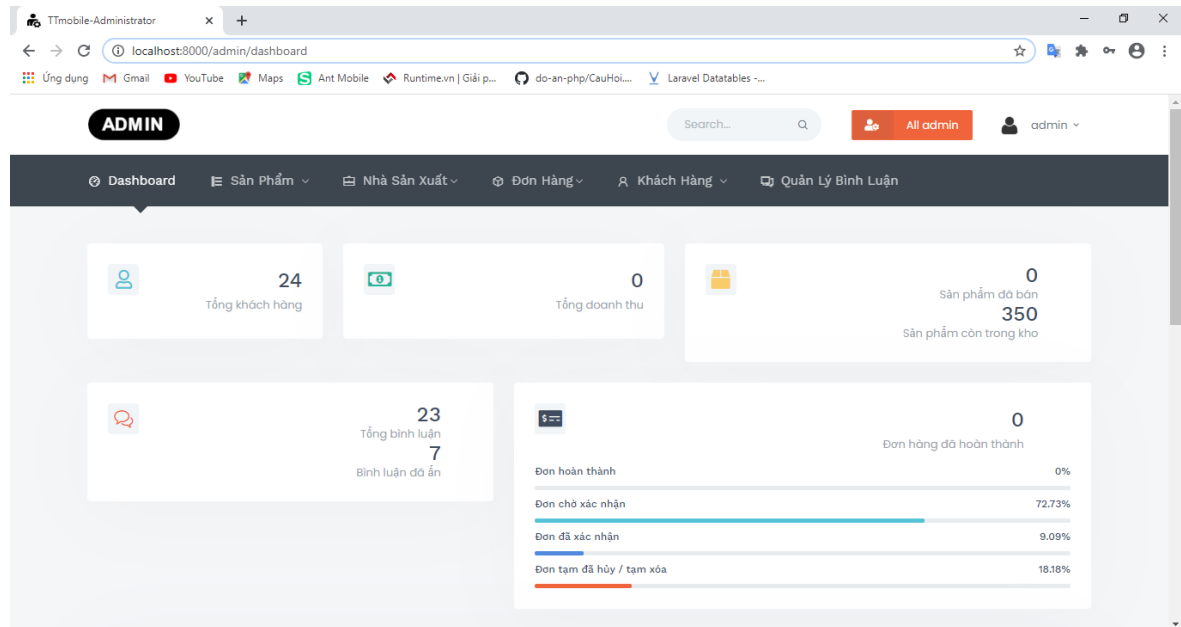 TTmobile-Administrator
localhost:8000/admin/dashboard
Ứng dụng Gmail YouTube Maps Ant Mobile Runtime.vn | Giải p... do-an-php/CauHoi.... Laravel Datatables -...
ADMIN Search... All admin admin
Dashboard Sản Phẩm Nhà Sản Xuất Đơn Hàng Khách Hàng Quản Lý Bình Luận
24
Tổng khách hàng
0
Tổng doanh thu
0
Sản phẩm đã bán
350
Sản phẩm còn trong kho
23
Tổng bình luận
7
Bình luận đã ẩn
0
Đơn hàng đã hoàn thành
Đơn hoàn thành 0%
Đơn chờ xác nhận 72.73%
Đơn đã xác nhận 9.09%
Đơn tạm đã hủy / tạm xóa 18.18%